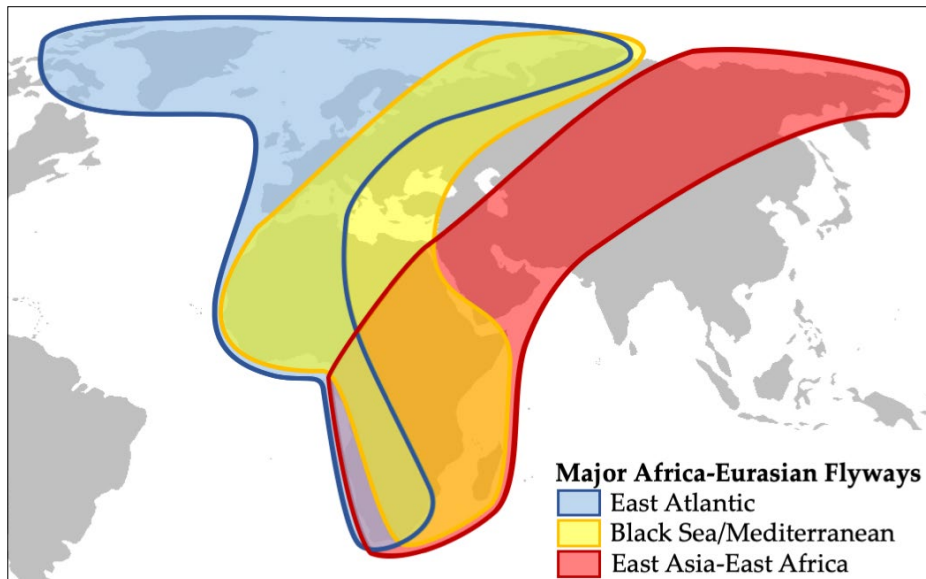 Major Africa-Eurasian Flyways
East Atlantic
Black Sea/Mediterranean
East Asia-East Africa